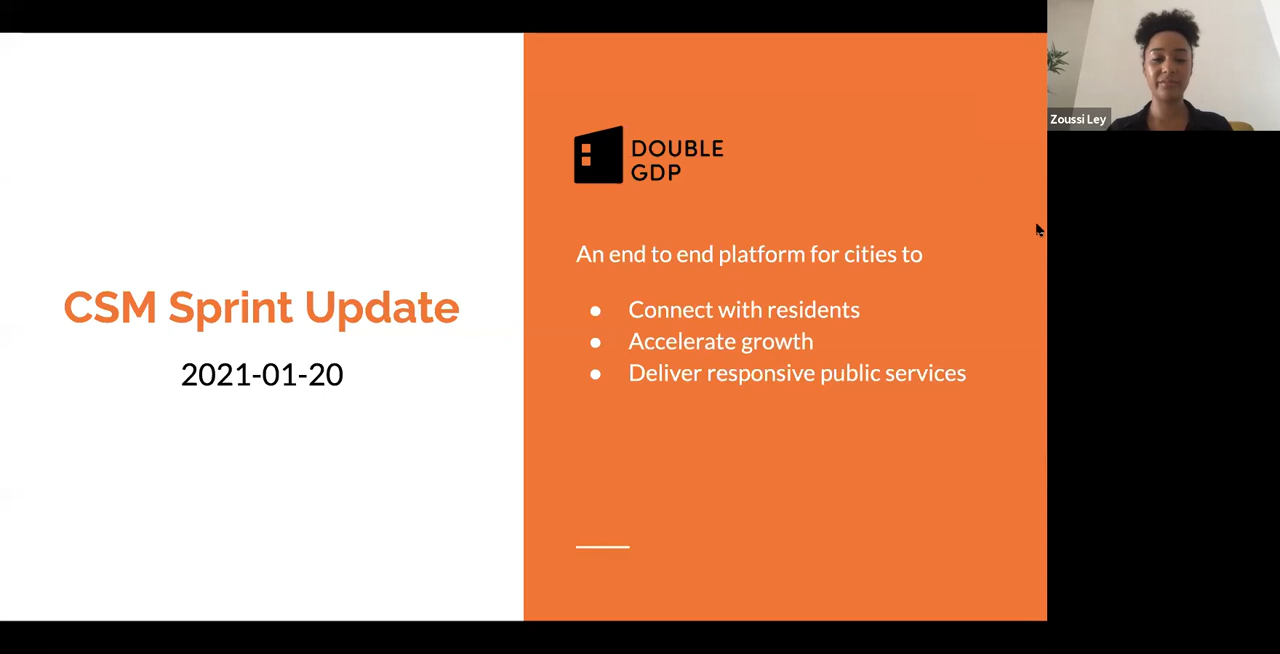 CSM Sprint Update
2021-01-20
DOUBLE
GDP
An end to end platform for cities to
● Connect with residents
● Accelerate growth
● Deliver responsive public services
Zoussi Ley